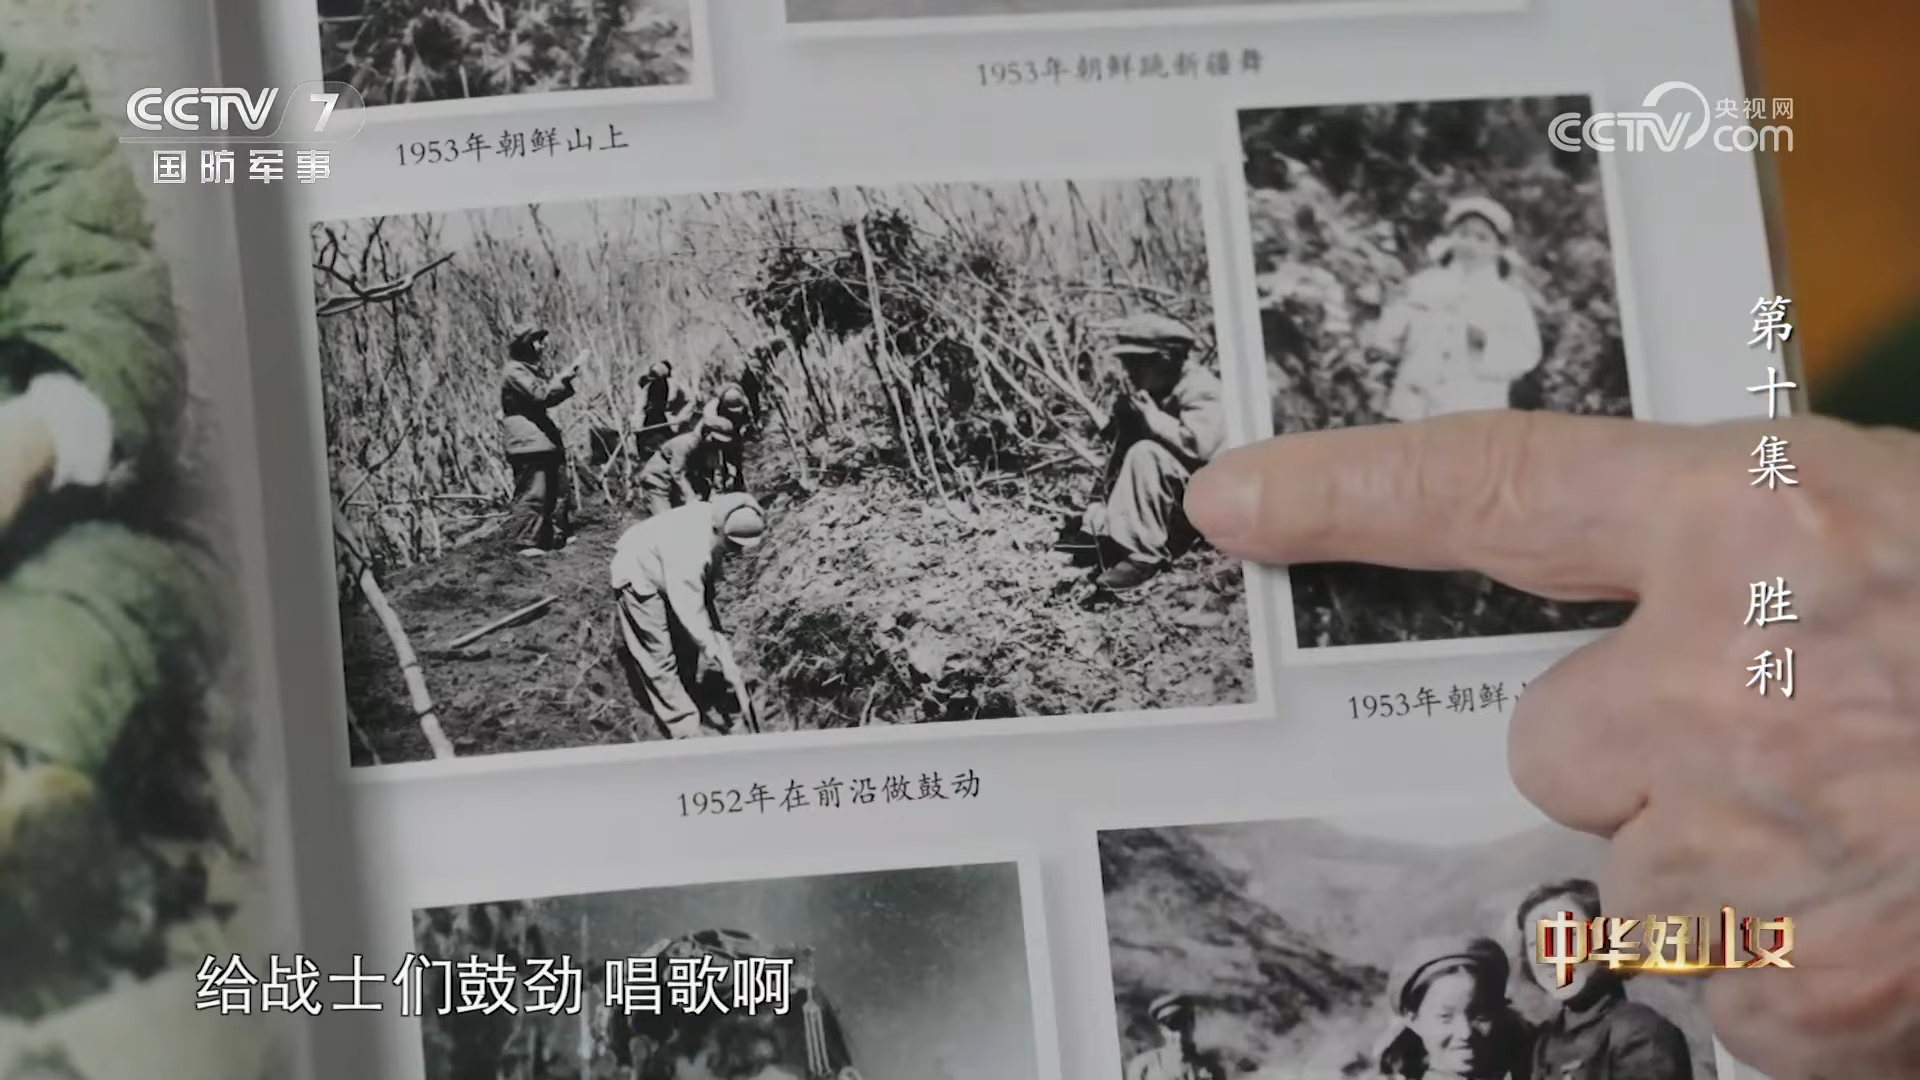 CCTV 7
国防军事
央视网
CCTV.com
1953年朝鲜跳新疆舞
1953年朝鲜山上
第十集 胜利
1953年朝鲜山
1952年在前沿做鼓动
中华好儿女
给战士们鼓劲 唱歌啊